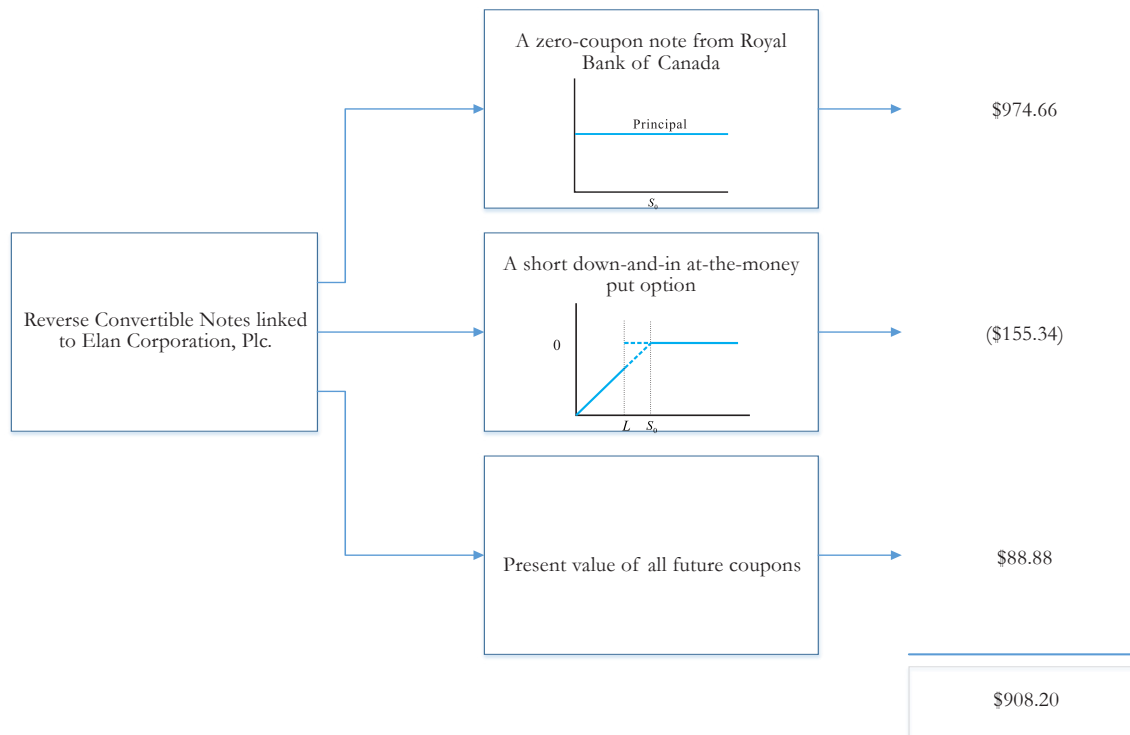 A zero-coupon note from Royal
Bank of Canada
Principal
S₀
$974.66
Reverse Convertible Notes linked
to Elan Corporation, Plc.
A short down-and-in at-the-money
put option
0
L
S₀
($155.34)
Present value of all future coupons
$88.88
$908.20